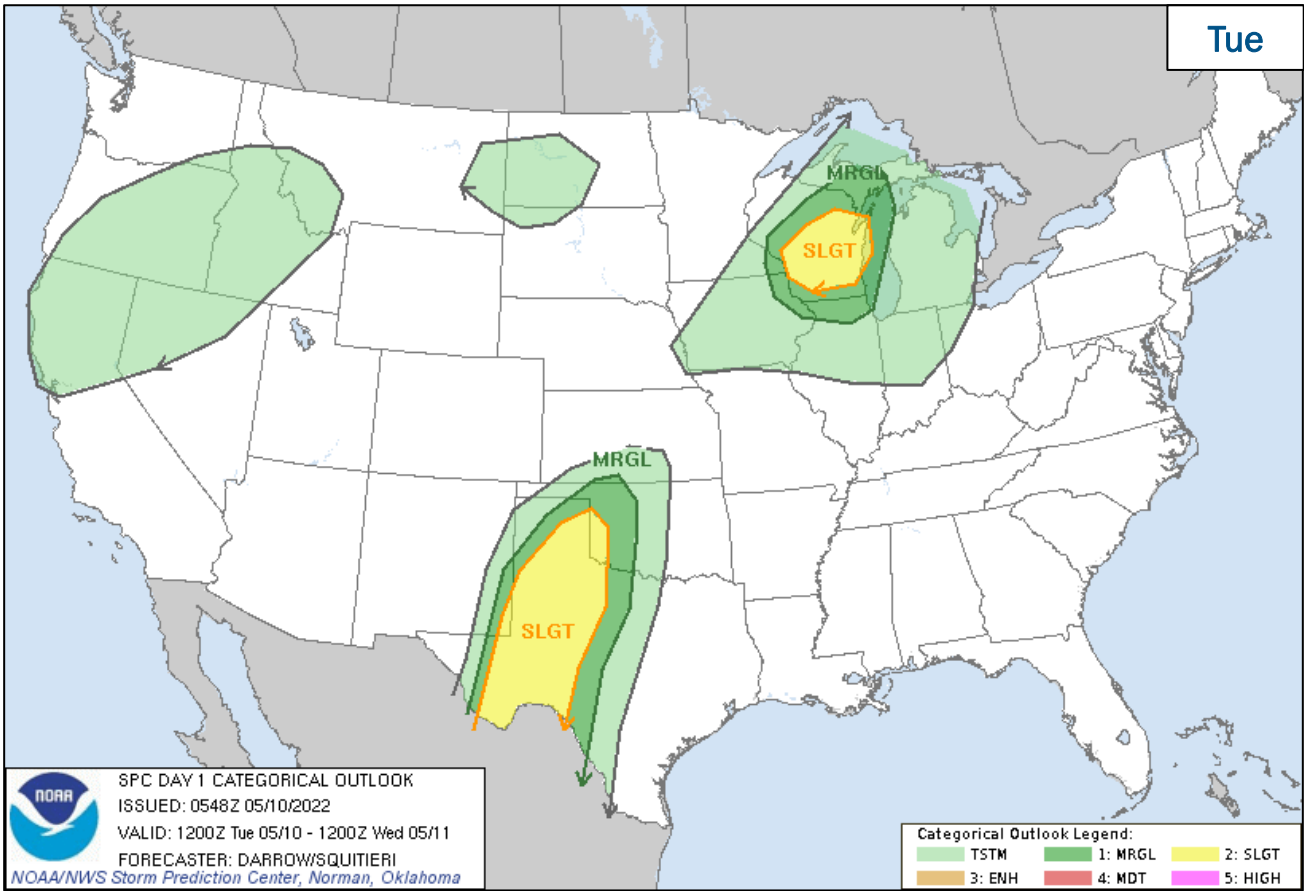 Tue
MRGL
SLGT
MRGL
SLGT
NOAA
SPC DAY 1 CATEGORICAL OUTLOOK
ISSUED: 0548Z 05/10/2022
VALID: 1200Z Tue 05/10 - 1200Z Wed 05/11
FORECASTER: DARROW/SQUITIERI
NOAA/NWS Storm Prediction Center, Norman, Oklahoma
Categorical Outlook Legend:
TSTM 1: MRGL 2: SLGT
3: ENH 4: MDT 5: HIGH